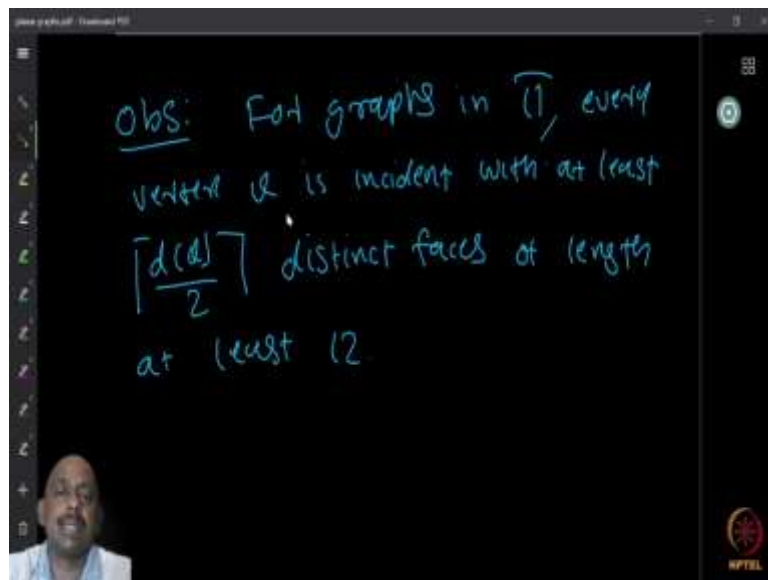 Obs: For graphs in Π, every
vertex v is incident with at least
⌈d(v)/2⌉ distinct faces of length
at least 12.
NPTEL